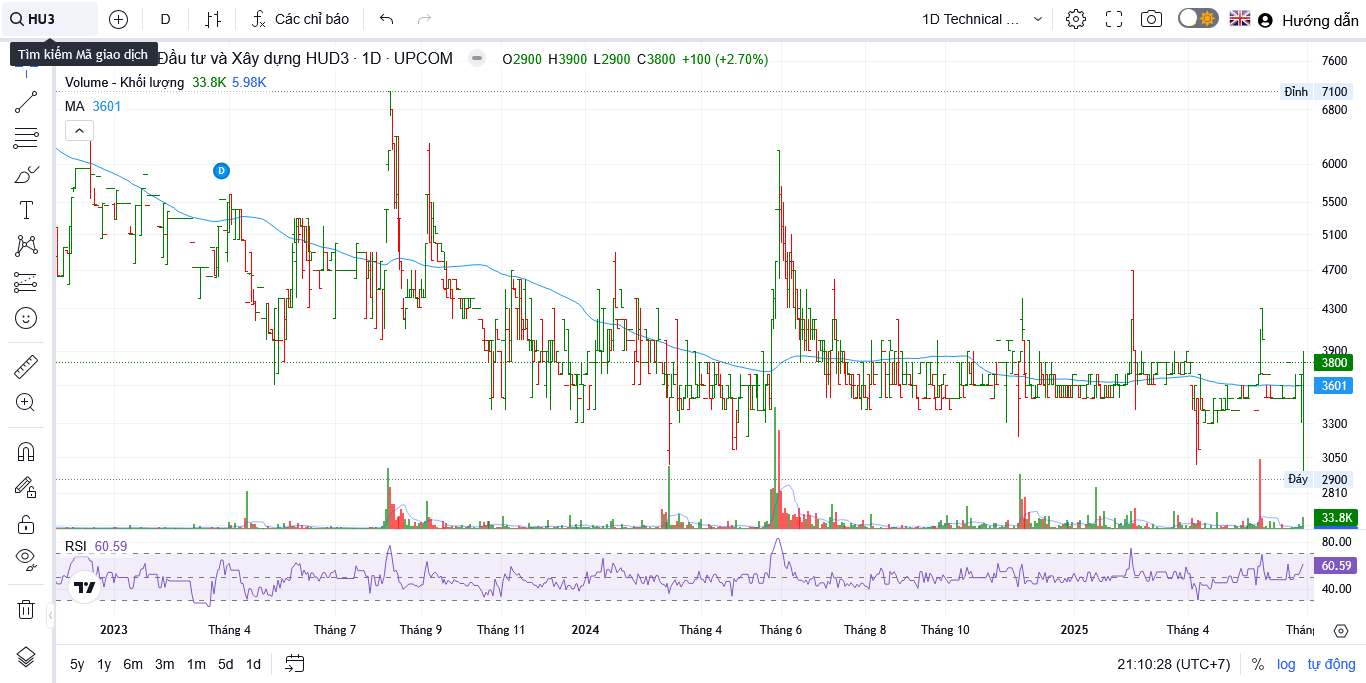 HU3
D
Các chỉ báo
1D Technical ...
Hướng dẫn
Tìm kiếm Mã giao dịch
Đầu tư và Xây dựng HUD3 · 1D · UPCOM
O2900 H3900 L2900 C3800 +100 (+2.70%)
Volume - Khối lượng 33.8K 5.98K
MA 3601
D
7600
Đỉnh 7100
6800
6000
5500
5100
4700
4300
3900
3800
3601
3300
3050
Đáy 2900
2810
33.8K
RSI 60.59
80.00
60.59
40.00
2023 Tháng 4 Tháng 7 Tháng 9 Tháng 11 2024 Tháng 4 Tháng 6 Tháng 8 Tháng 10 2025 Tháng 4 Thán
5y 1y 6m 3m 1m 5d 1d
21:10:28 (UTC+7) % log tự động